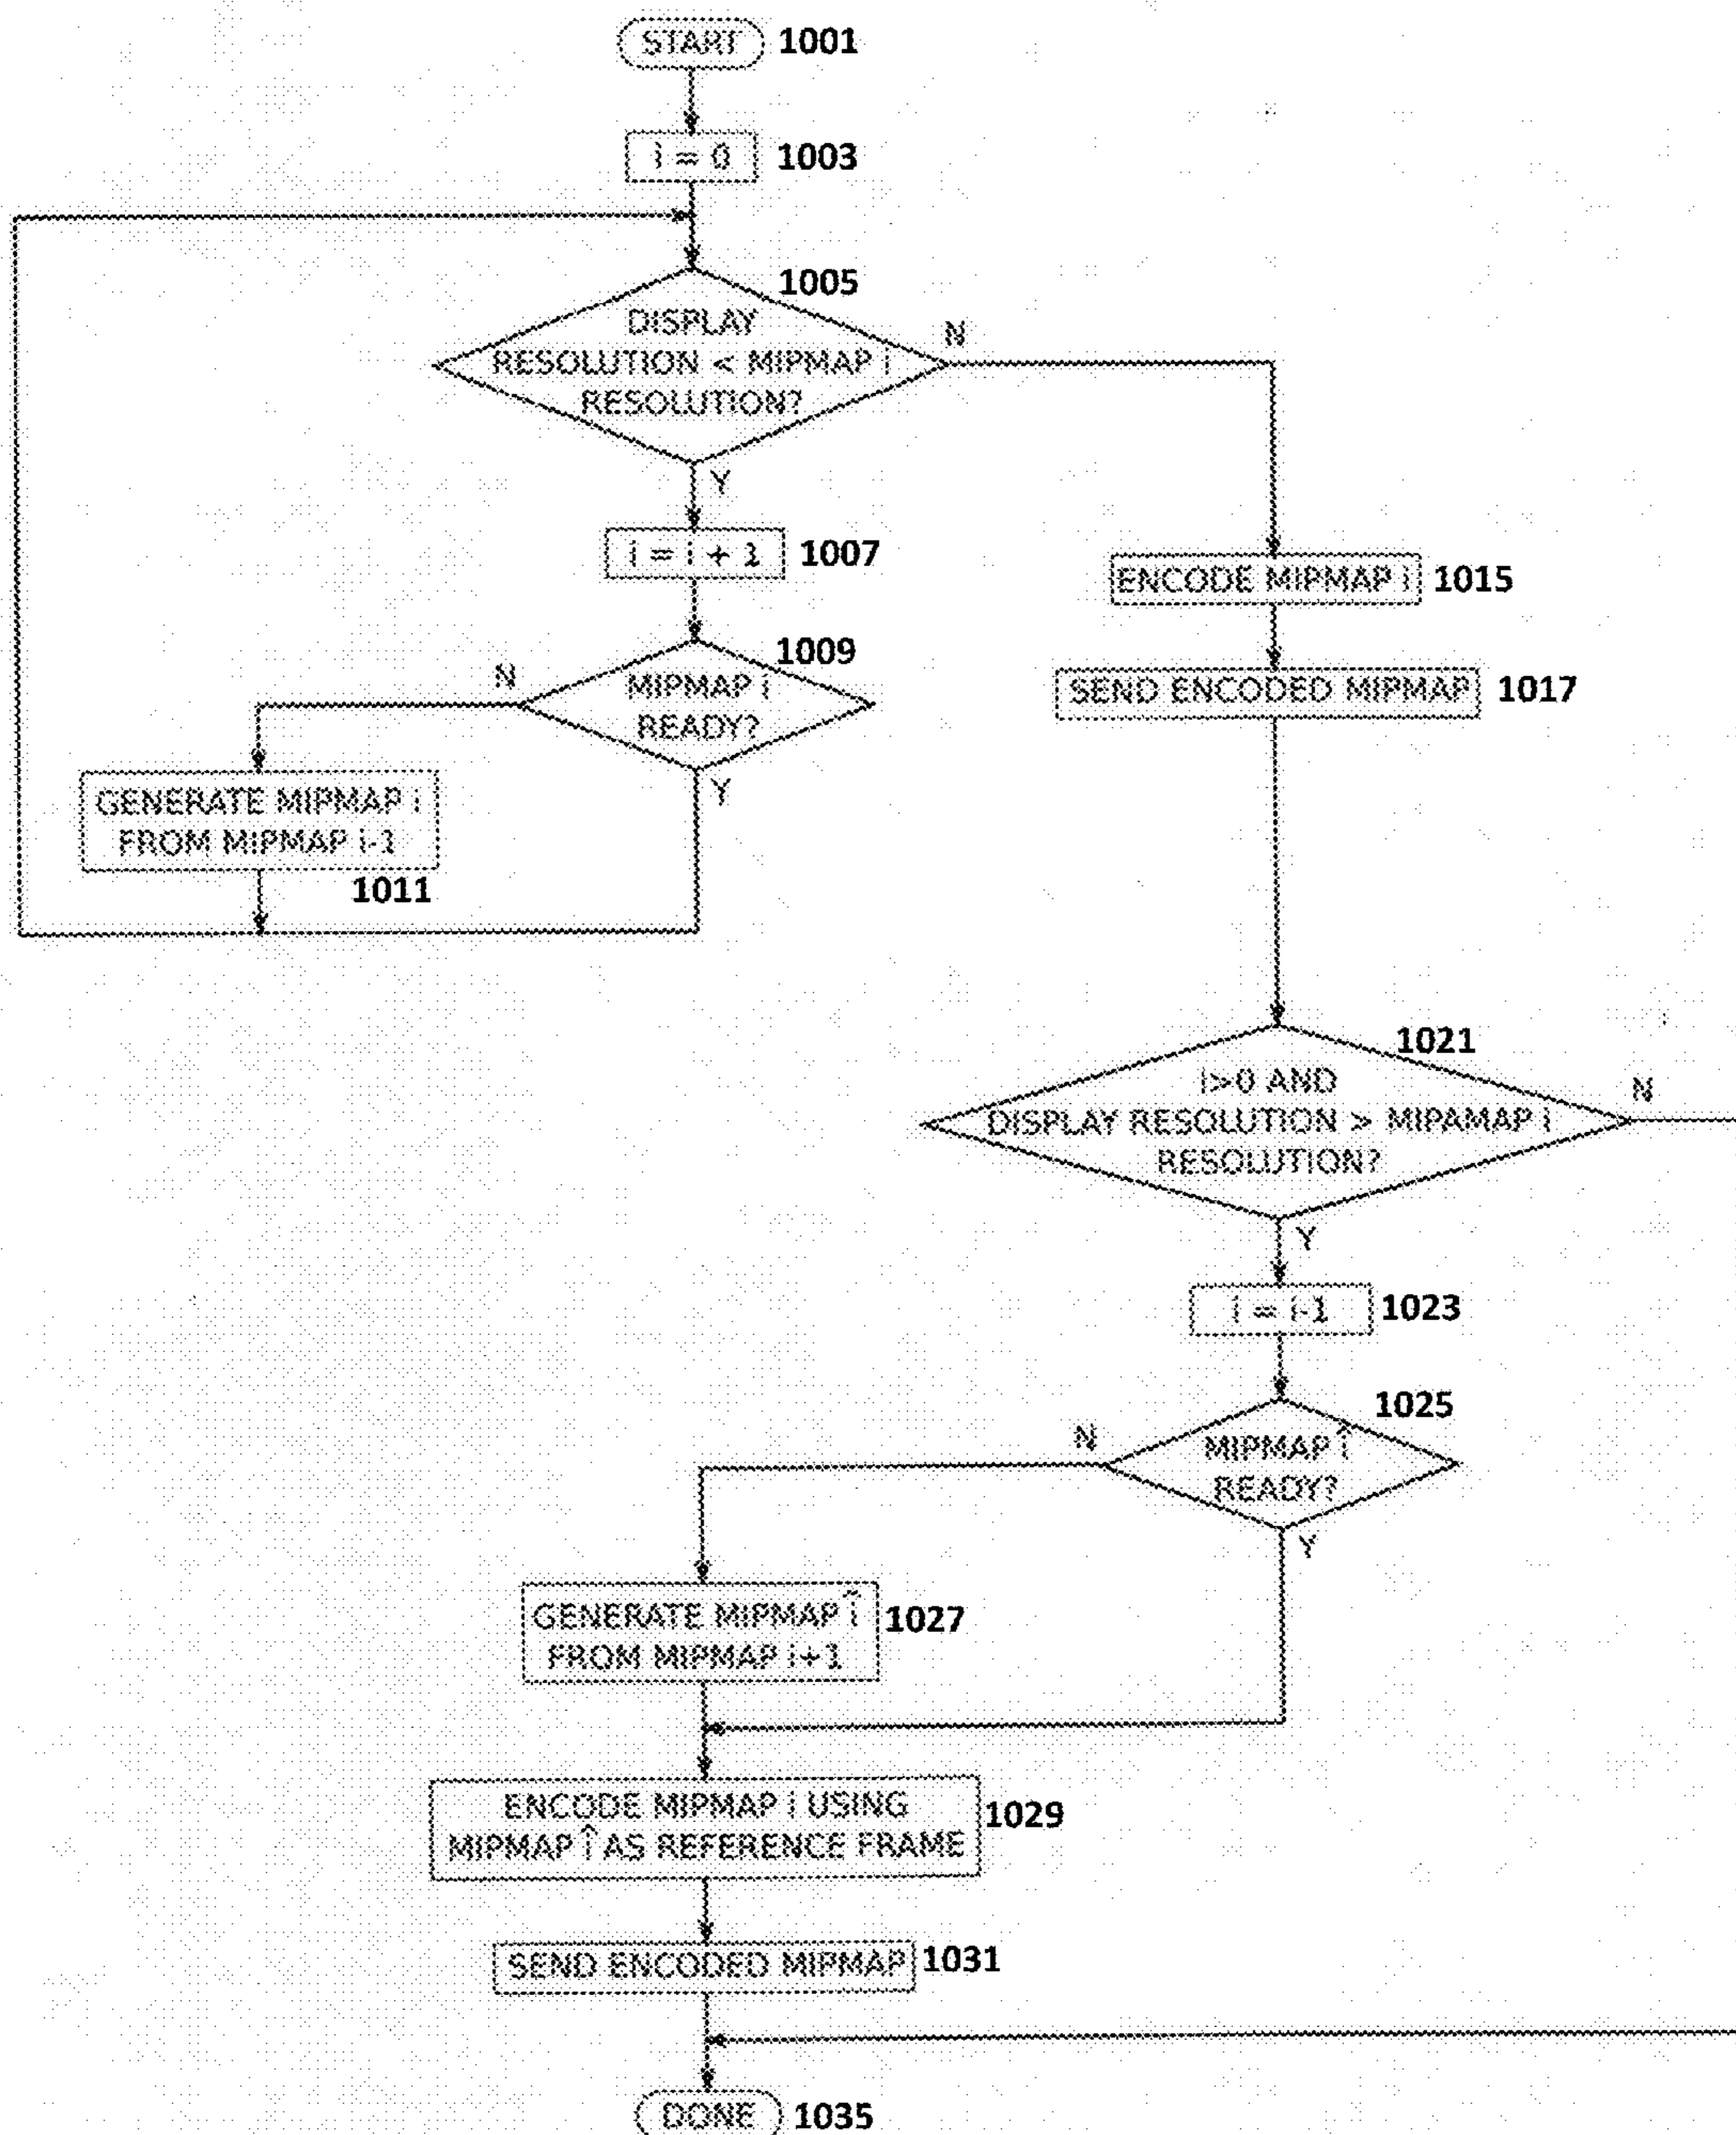 START 1001
i = 0 1003
1005
DISPLAY
RESOLUTION < MIPMAP i
RESOLUTION?
N
Y
i = i + 1 1007
ENCODE MIPMAP i 1015
1009
N
MIPMAP i
READY?
Y
SEND ENCODED MIPMAP 1017
GENERATE MIPMAP i
FROM MIPMAP i-1
1011
1021
i>0 AND
DISPLAY RESOLUTION > MIPAMAP i
RESOLUTION?
N
Y
i = i-1 1023
1025
N
MIPMAP î
READY?
Y
GENERATE MIPMAP î
FROM MIPMAP i+1
1027
ENCODE MIPMAP i USING
MIPMAP î AS REFERENCE FRAME
1029
SEND ENCODED MIPMAP 1031
DONE 1035